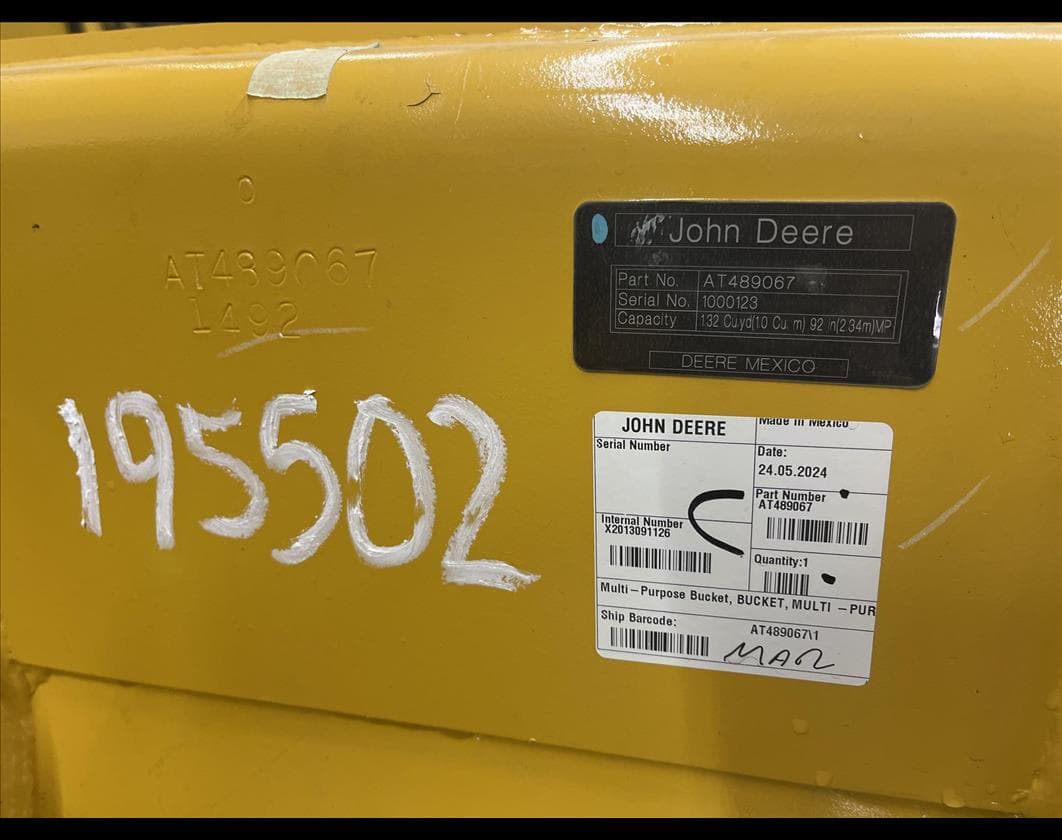 O
AT489067
1492
195502
John Deere
Part No. AT489067
Serial No. 1000123
Capacity 1.32 Cu.yd(1.0 Cu. m) 92 in(2.34m)MP
DEERE MEXICO
JOHN DEERE
Made in Mexico
Serial Number
Date:
24.05.2024
Part Number
AT489067
Internal Number
X2013091126
Quantity:1
Multi-Purpose Bucket, BUCKET, MULTI -PUR
Ship Barcode:
AT489067\1
MAR